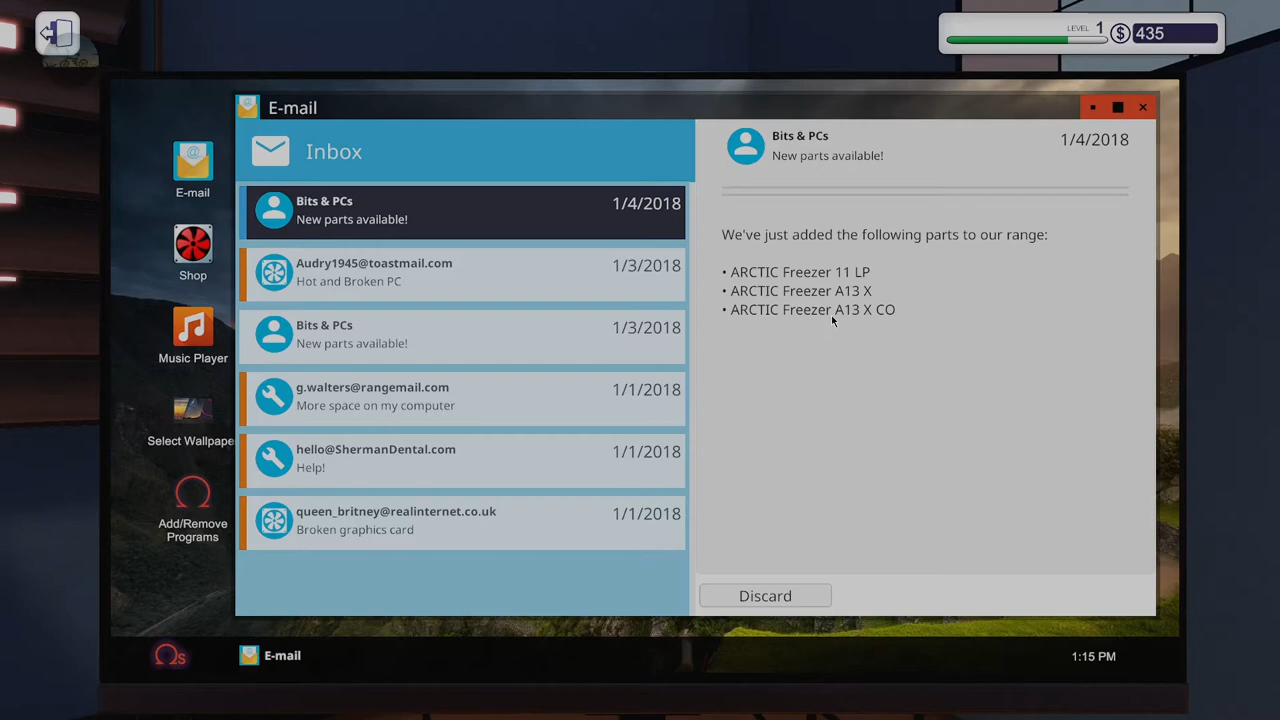 LEVEL 1
$ 435
E-mail
Inbox
Bits & PCs
New parts available!
1/4/2018
Audry1945@toastmail.com
Hot and Broken PC
1/3/2018
Bits & PCs
New parts available!
1/3/2018
g.walters@rangemail.com
More space on my computer
1/1/2018
hello@ShermanDental.com
Help!
1/1/2018
queen_britney@realinternet.co.uk
Broken graphics card
1/1/2018
Bits & PCs
New parts available!
1/4/2018
We've just added the following parts to our range:
• ARCTIC Freezer 11 LP
• ARCTIC Freezer A13 X
• ARCTIC Freezer A13 X CO
Discard
E-mail
Shop
Music Player
Select Wallpape
Add/Remove
Programs
Ωs
E-mail
1:15 PM